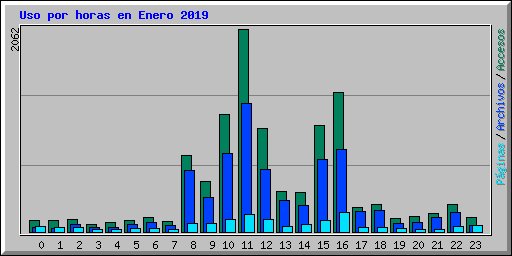 Uso por horas en Enero 2019
2062
Páginas/Archivos/Accesos
0 1 2 3 4 5 6 7 8 9 10 11 12 13 14 15 16 17 18 19 20 21 22 23